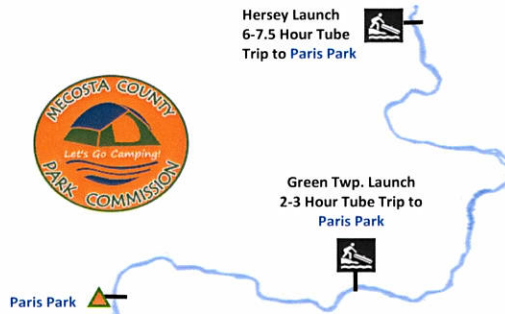 Hersey Launch
6-7.5 Hour Tube
Trip to Paris Park
MECOSTA COUNTY
Let's Go Camping!
PARK COMMISSION
Green Twp. Launch
2-3 Hour Tube Trip to
Paris Park
Paris Park